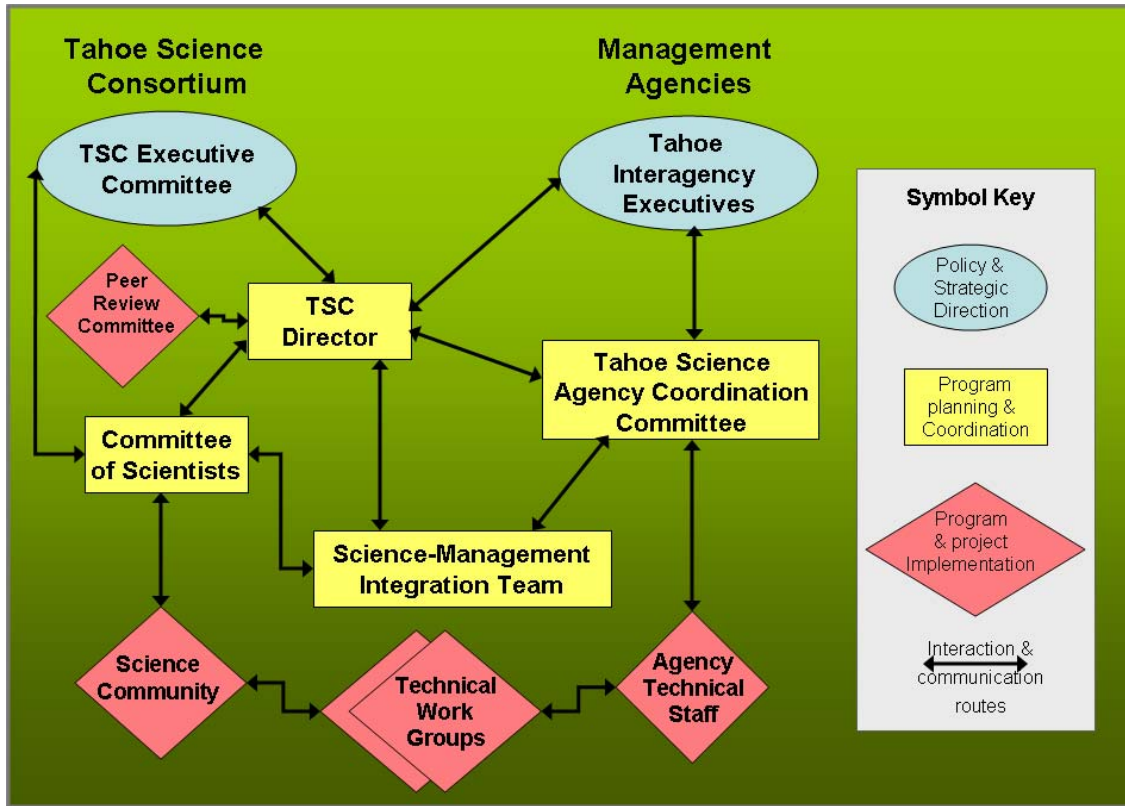 Tahoe Science
Consortium
Management
Agencies
TSC Executive
Committee
Tahoe
Interagency
Executives
Peer
Review
Committee
TSC
Director
Tahoe Science
Agency Coordination
Committee
Committee
of Scientists
Science-Management
Integration Team
Science
Community
Technical
Work
Groups
Agency
Technical
Staff
Symbol Key
Policy &
Strategic
Direction
Program
planning &
Coordination
Program
& project
Implementation
Interaction &
communication
routes